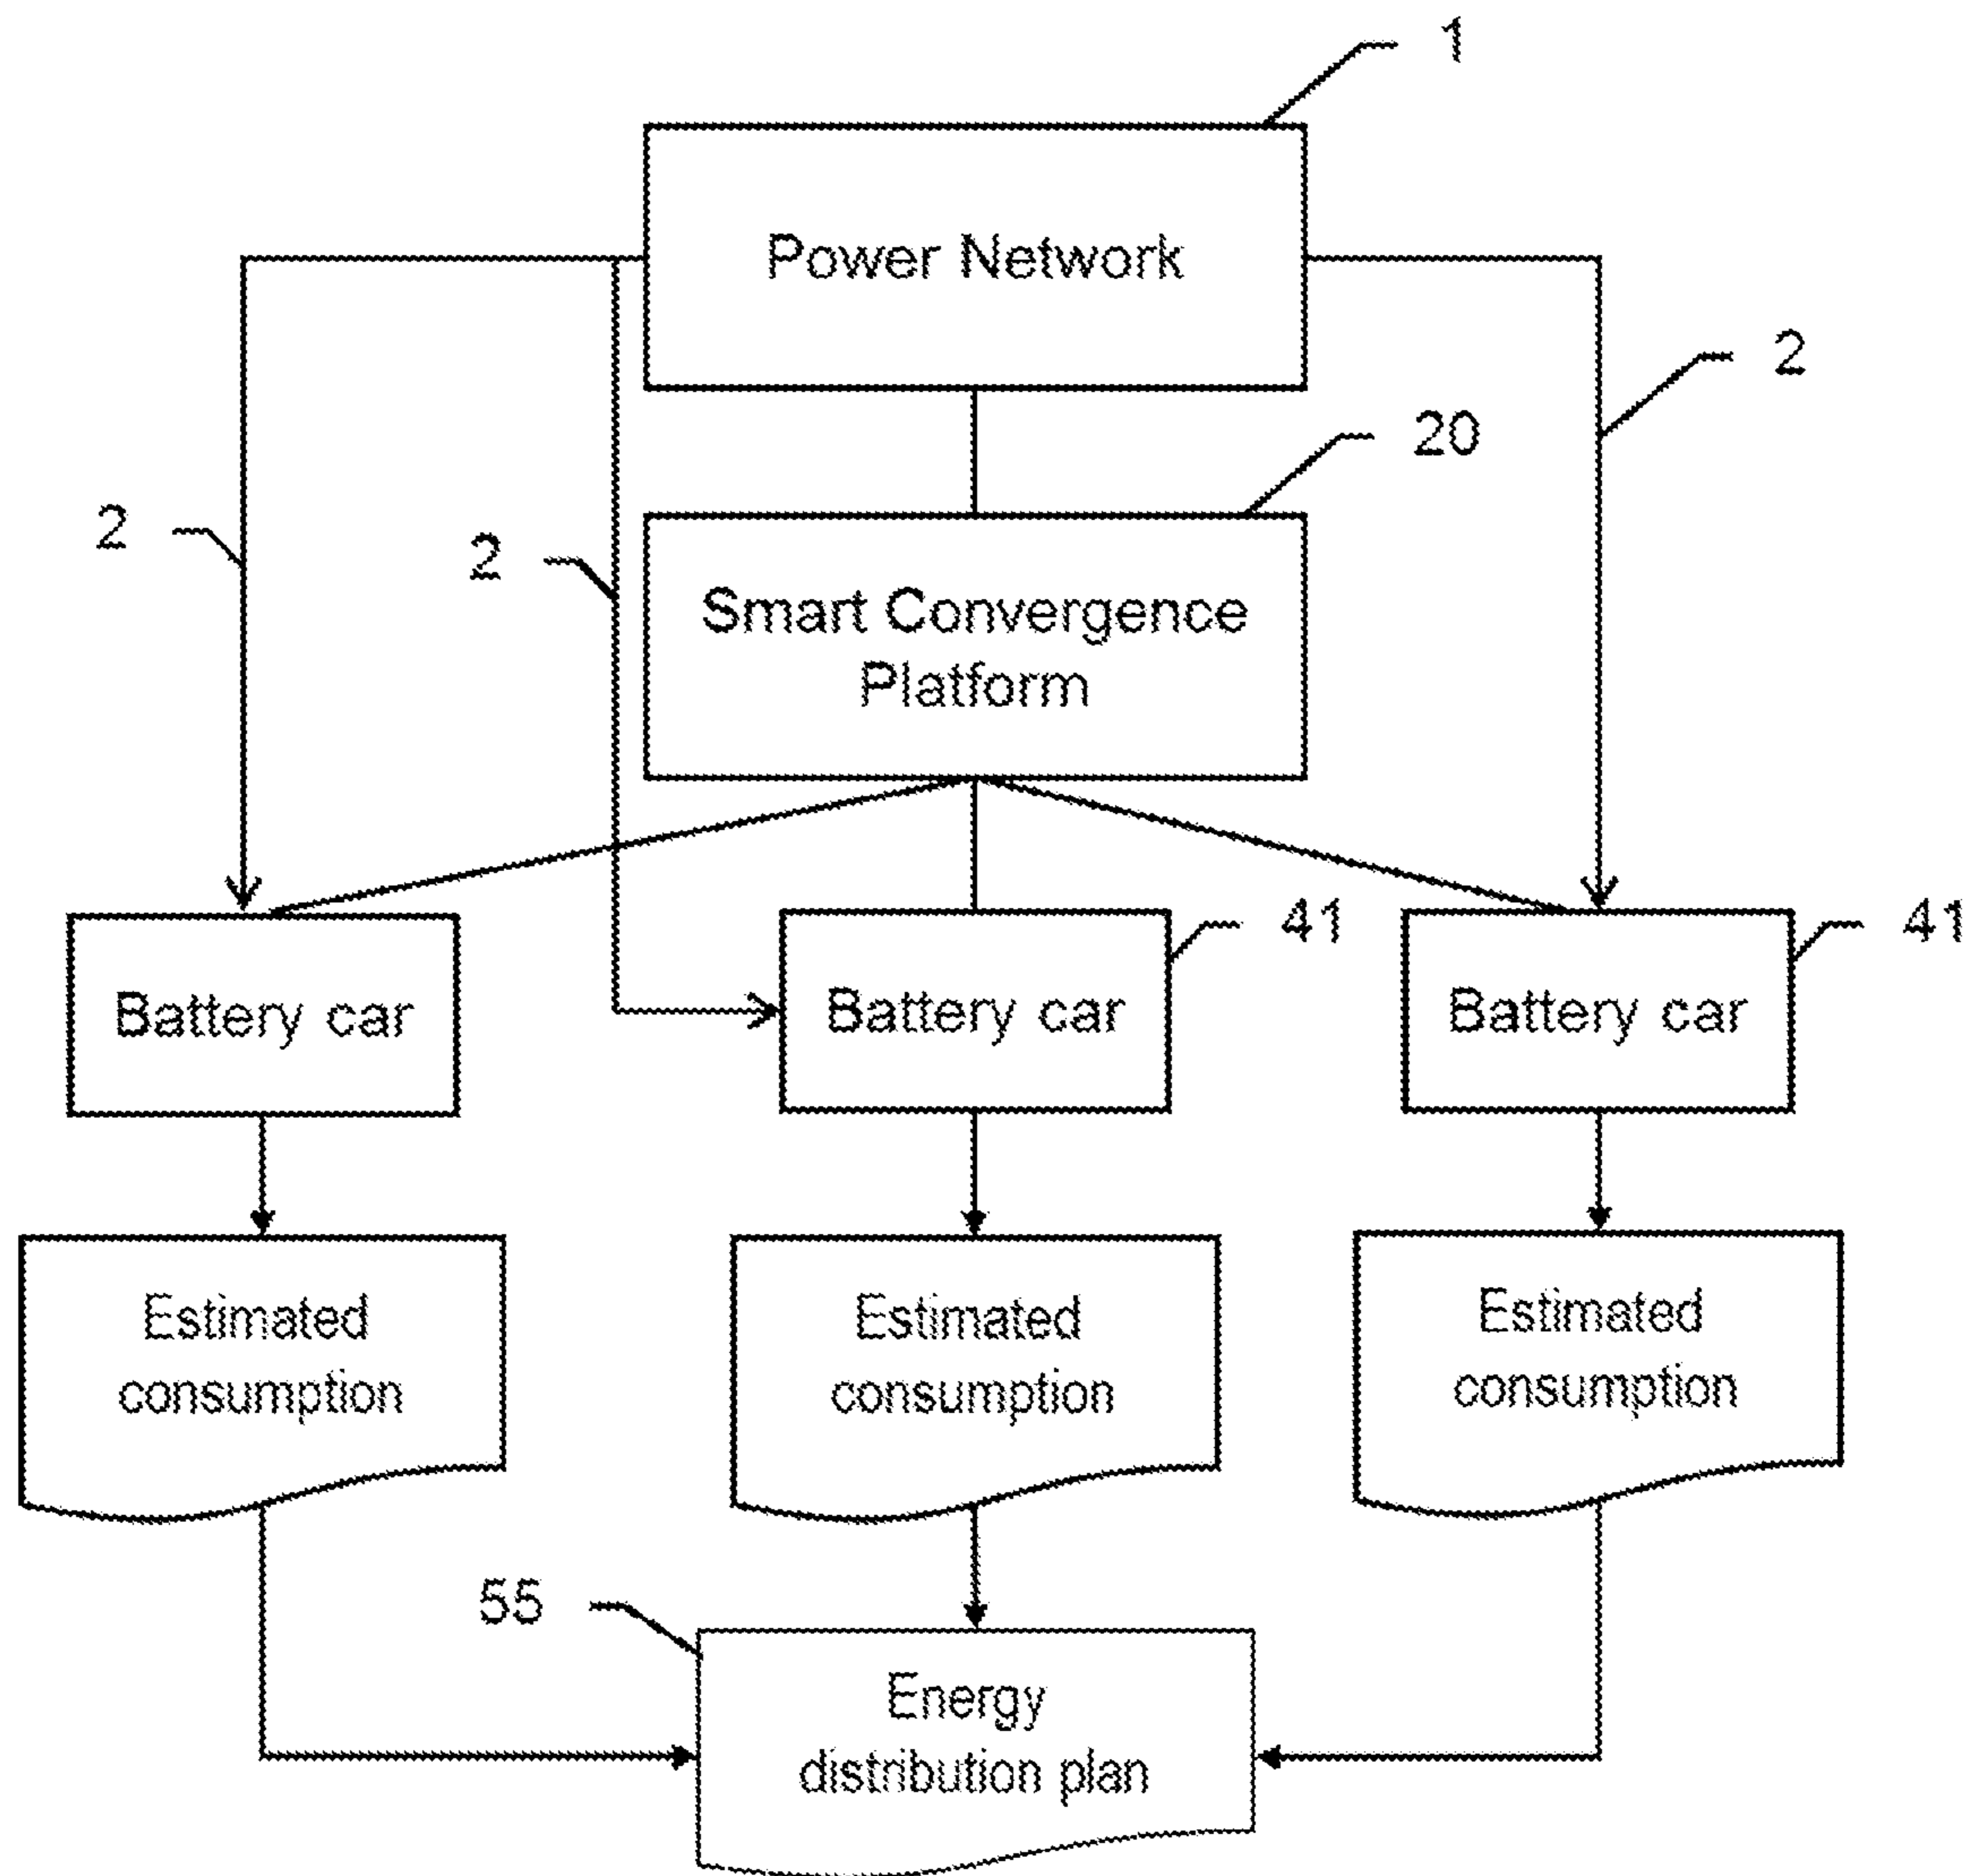 1
Power Network
2
20
2
2
Smart Convergence
Platform
41
41
Battery car
Battery car
Battery car
Estimated
consumption
Estimated
consumption
Estimated
consumption
55
Energy
distribution plan